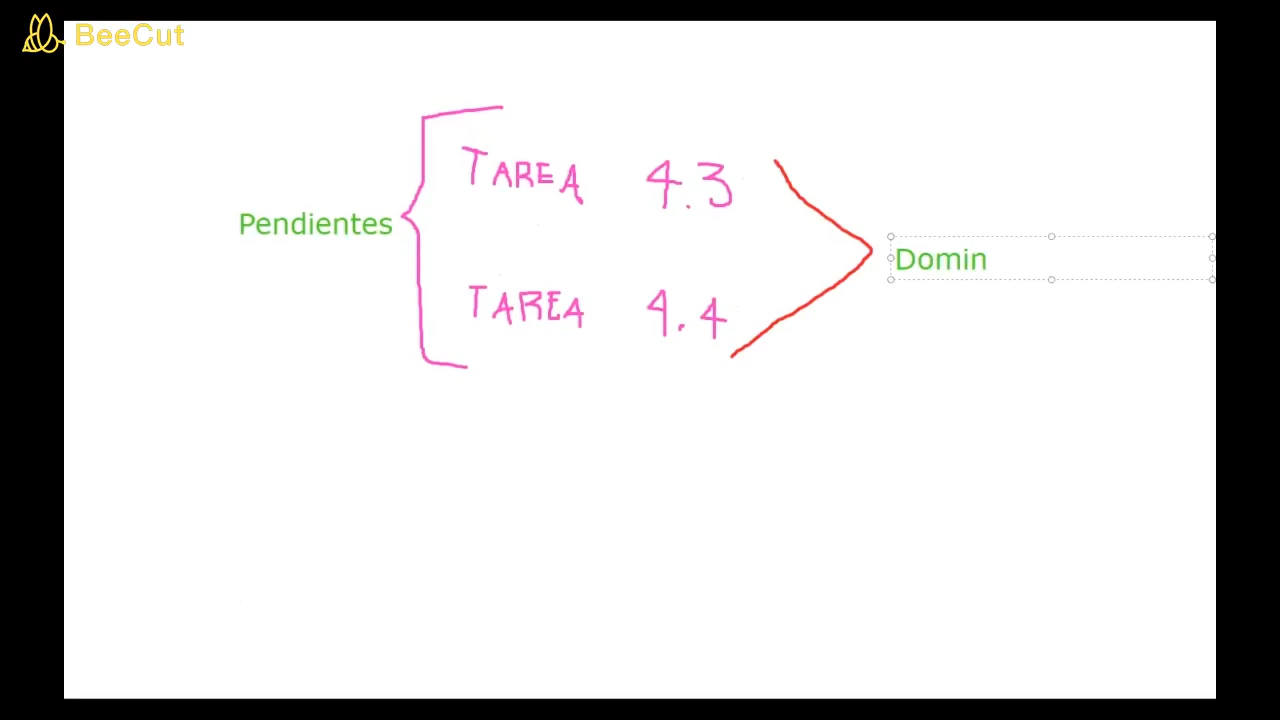 BeeCut
TAREA 4.3
Pendientes
Domin
TAREA 4.4